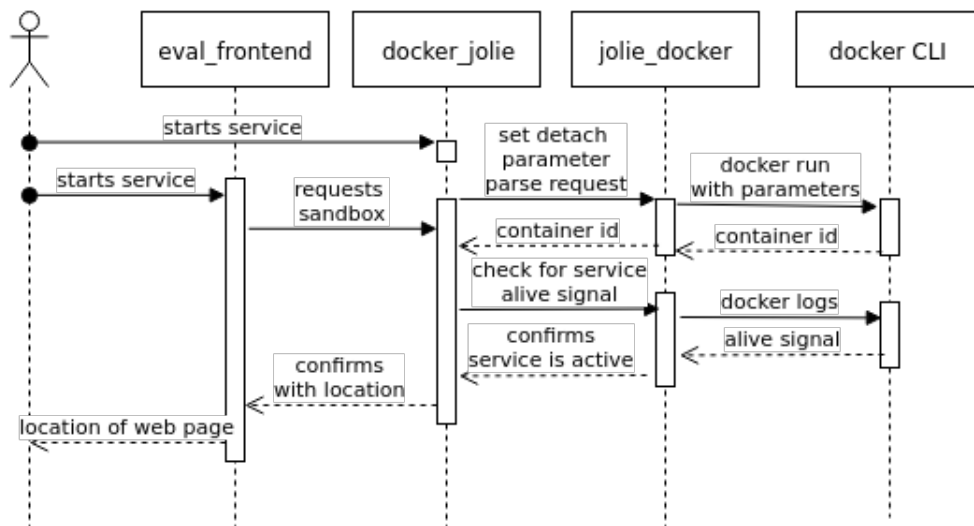 eval_frontend
docker_jolie
jolie_docker
docker CLI
starts service
set detach
parameter
parse request
docker run
with parameters
starts service
requests
sandbox
container id
container id
check for service
alive signal
docker logs
confirms
service is active
alive signal
confirms
with location
location of web page